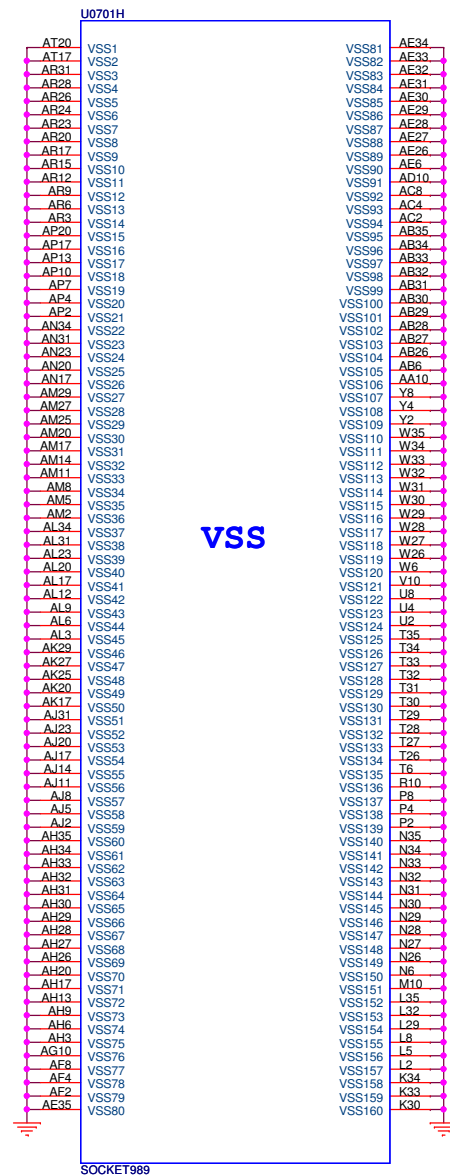 U0701H
AT20 VSS1 VSS81 AE34
AT17 VSS2 VSS82 AE33
AR31 VSS3 VSS83 AE32
AR28 VSS4 VSS84 AE31
AR26 VSS5 VSS85 AE30
AR24 VSS6 VSS86 AE29
AR23 VSS7 VSS87 AE28
AR20 VSS8 VSS88 AE27
AR17 VSS9 VSS89 AE26
AR15 VSS10 VSS90 AE6
AR12 VSS11 VSS91 AD10
AR9 VSS12 VSS92 AC8
AR6 VSS13 VSS93 AC4
AR3 VSS14 VSS94 AC2
AP20 VSS15 VSS95 AB35
AP17 VSS16 VSS96 AB34
AP13 VSS17 VSS97 AB33
AP10 VSS18 VSS98 AB32
AP7 VSS19 VSS99 AB31
AP4 VSS20 VSS100 AB30
AP2 VSS21 VSS101 AB29
AN34 VSS22 VSS102 AB28
AN31 VSS23 VSS103 AB27
AN23 VSS24 VSS104 AB26
AN20 VSS25 VSS105 AB6
AN17 VSS26 VSS106 AA10
AM29 VSS27 VSS107 Y8
AM27 VSS28 VSS108 Y4
AM25 VSS29 VSS109 Y2
AM20 VSS30 VSS110 W35
AM17 VSS31 VSS111 W34
AM14 VSS32 VSS112 W33
AM11 VSS33 VSS113 W32
AM8 VSS34 VSS114 W31
AM5 VSS35 VSS115 W30
AM2 VSS36 VSS116 W29
AL34 VSS37 VSS117 W28
VSS
AL31 VSS38 VSS118 W27
AL23 VSS39 VSS119 W26
AL20 VSS40 VSS120 W6
AL17 VSS41 VSS121 V10
AL12 VSS42 VSS122 U8
AL9 VSS43 VSS123 U4
AL6 VSS44 VSS124 U2
AL3 VSS45 VSS125 T35
AK29 VSS46 VSS126 T34
AK27 VSS47 VSS127 T33
AK25 VSS48 VSS128 T32
AK20 VSS49 VSS129 T31
AK17 VSS50 VSS130 T30
AJ31 VSS51 VSS131 T29
AJ23 VSS52 VSS132 T28
AJ20 VSS53 VSS133 T27
AJ17 VSS54 VSS134 T26
AJ14 VSS55 VSS135 T6
AJ11 VSS56 VSS136 R10
AJ8 VSS57 VSS137 P8
AJ5 VSS58 VSS138 P4
AJ2 VSS59 VSS139 P2
AH35 VSS60 VSS140 N35
AH34 VSS61 VSS141 N34
AH33 VSS62 VSS142 N33
AH32 VSS63 VSS143 N32
AH31 VSS64 VSS144 N31
AH30 VSS65 VSS145 N30
AH29 VSS66 VSS146 N29
AH28 VSS67 VSS147 N28
AH27 VSS68 VSS148 N27
AH26 VSS69 VSS149 N26
AH20 VSS70 VSS150 N6
AH17 VSS71 VSS151 M10
AH13 VSS72 VSS152 L35
AH9 VSS73 VSS153 L32
AH6 VSS74 VSS154 L29
AH3 VSS75 VSS155 L8
AG10 VSS76 VSS156 L5
AF8 VSS77 VSS157 L2
AF4 VSS78 VSS158 K34
AF2 VSS79 VSS159 K33
AE35 VSS80 VSS160 K30
SOCKET989